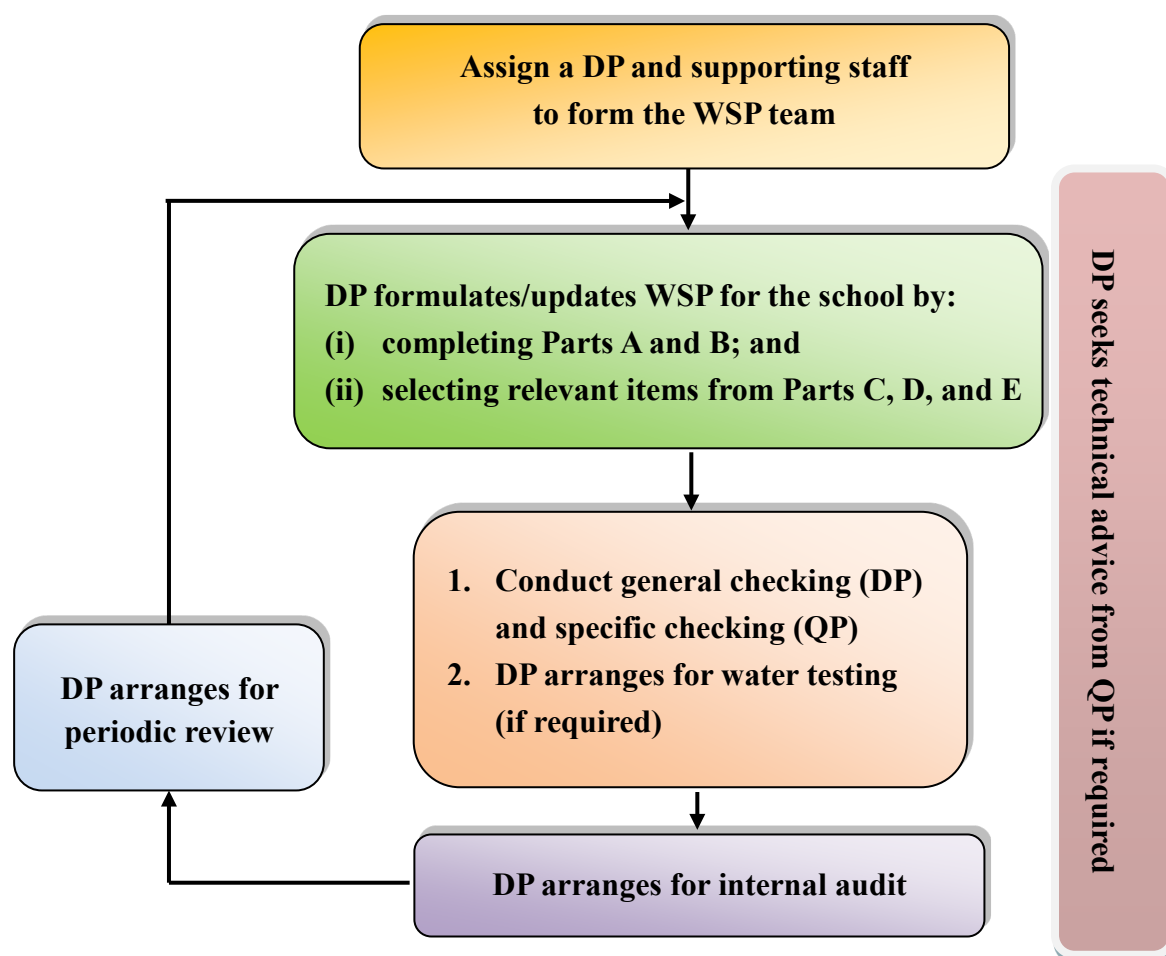 Assign a DP and supporting staff
to form the WSP team
DP formulates/updates WSP for the school by:
(i) completing Parts A and B; and
(ii) selecting relevant items from Parts C, D, and E
1. Conduct general checking (DP)
and specific checking (QP)
2. DP arranges for water testing
(if required)
DP arranges for
periodic review
DP arranges for internal audit
DP seeks technical advice from QP if required